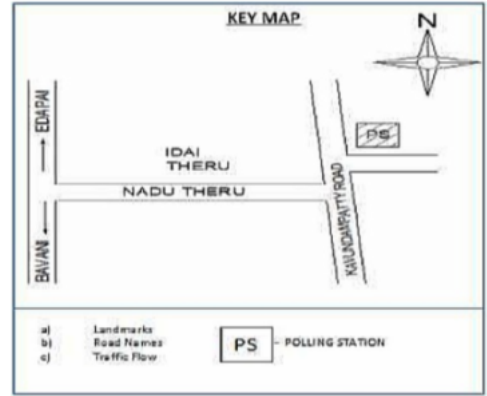 KEY MAP
N
EDAPAI
IDAI
THERU
PS
NADU THERU
KAVUNDAMPATTY ROAD
BAVANI
a) Landmarks
b) Road Names
c) Traffic Flow
PS - POLLING STATION